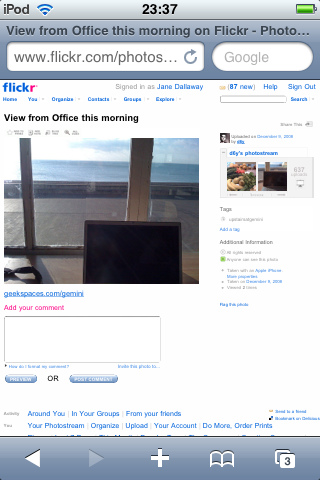 iPod 23:37
View from Office this morning on Flickr - Photo...
www.flickr.com/photos... Google
flickr Signed in as Jane Dallaway (87 new) Help Sign Out
Home You Organize Contacts Groups Explore Search
View from Office this morning
Share This
Uploaded on December 9, 2008
by
d6y's photostream
637
Tags
Add a tag
Additional Information
All rights reserved
Anyone can see this photo
Taken with an Apple iPhone
More properties
Taken on December 9, 2008
Viewed 2 times
Flag this photo
geekspaces.com/gemini
Add your comment
How do I format my comment? Invite this photo to...
PREVIEW OR POST COMMENT
Activity Around You | In Your Groups | From your friends
You Your Photostream | Organize | Upload | Your Account | Do More, Order Prints
Send to a friend
Bookmark on Delicious
3